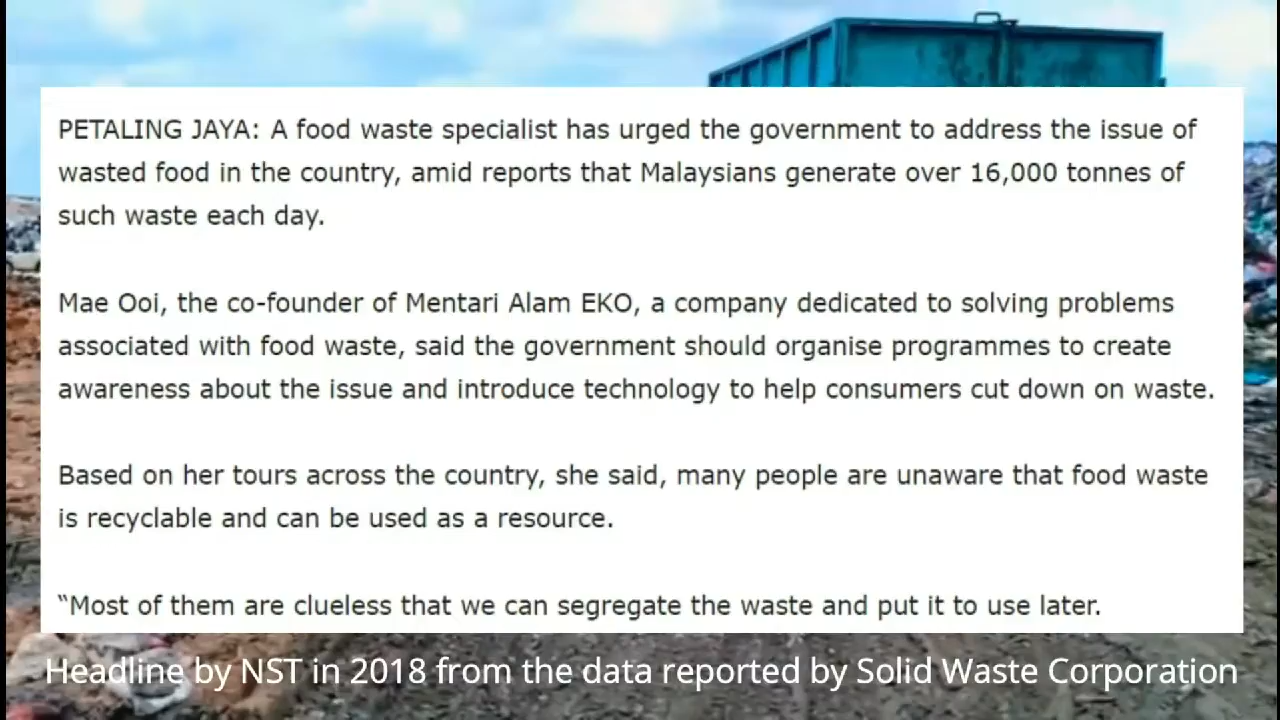 PETALING JAYA: A food waste specialist has urged the government to address the issue of
wasted food in the country, amid reports that Malaysians generate over 16,000 tonnes of
such waste each day.
Mae Ooi, the co-founder of Mentari Alam EKO, a company dedicated to solving problems
associated with food waste, said the government should organise programmes to create
awareness about the issue and introduce technology to help consumers cut down on waste.
Based on her tours across the country, she said, many people are unaware that food waste
is recyclable and can be used as a resource.
“Most of them are clueless that we can segregate the waste and put it to use later.
Headline by NST in 2018 from the data reported by Solid Waste Corporation